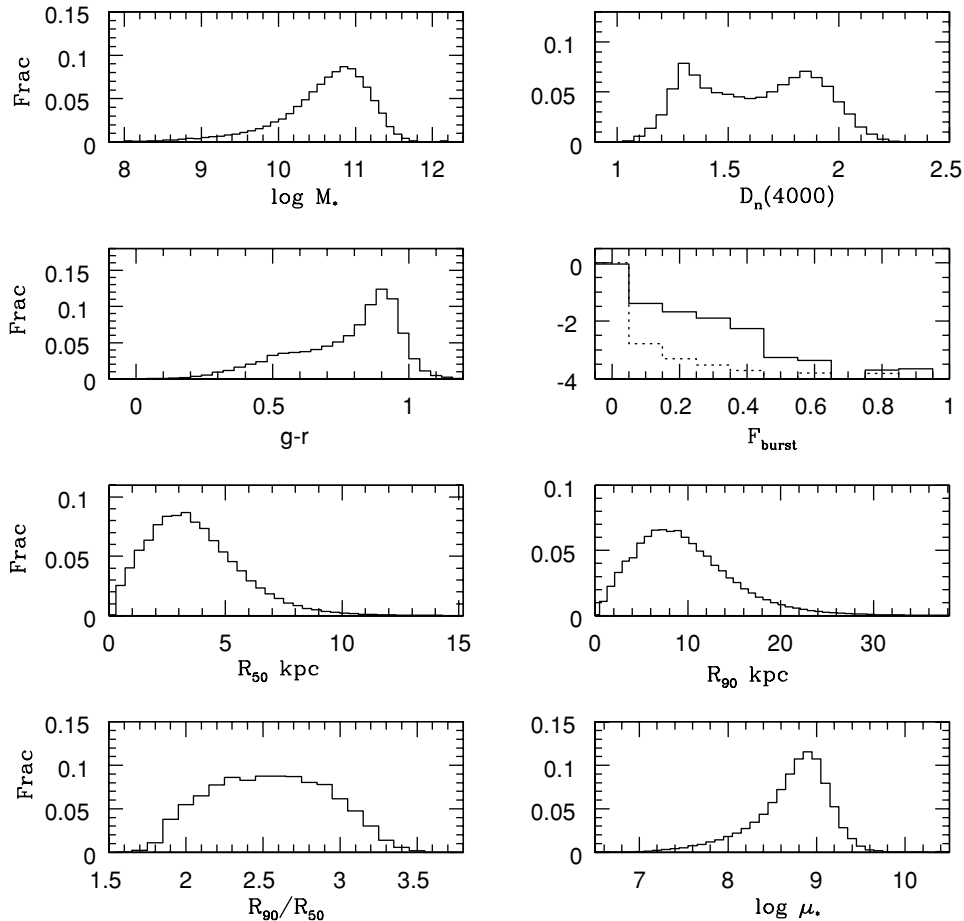 Frac
0.1
0.05
0
8 9 10 11 12
log M*
0.1
0.05
0
1 1.5 2 2.5
Dn(4000)
Frac
0.15
0.1
0.05
0
0 0.5 1
g-r
0
-2
-4
0 0.2 0.4 0.6 0.8 1
Fburst
Frac
0.1
0.05
0
0 5 10 15
R50 kpc
0.1
0.05
0
0 10 20 30
R90 kpc
Frac
0.15
0.1
0.05
0
1.5 2 2.5 3 3.5
R90/R50
0.15
0.1
0.05
0
7 8 9 10
log μ*